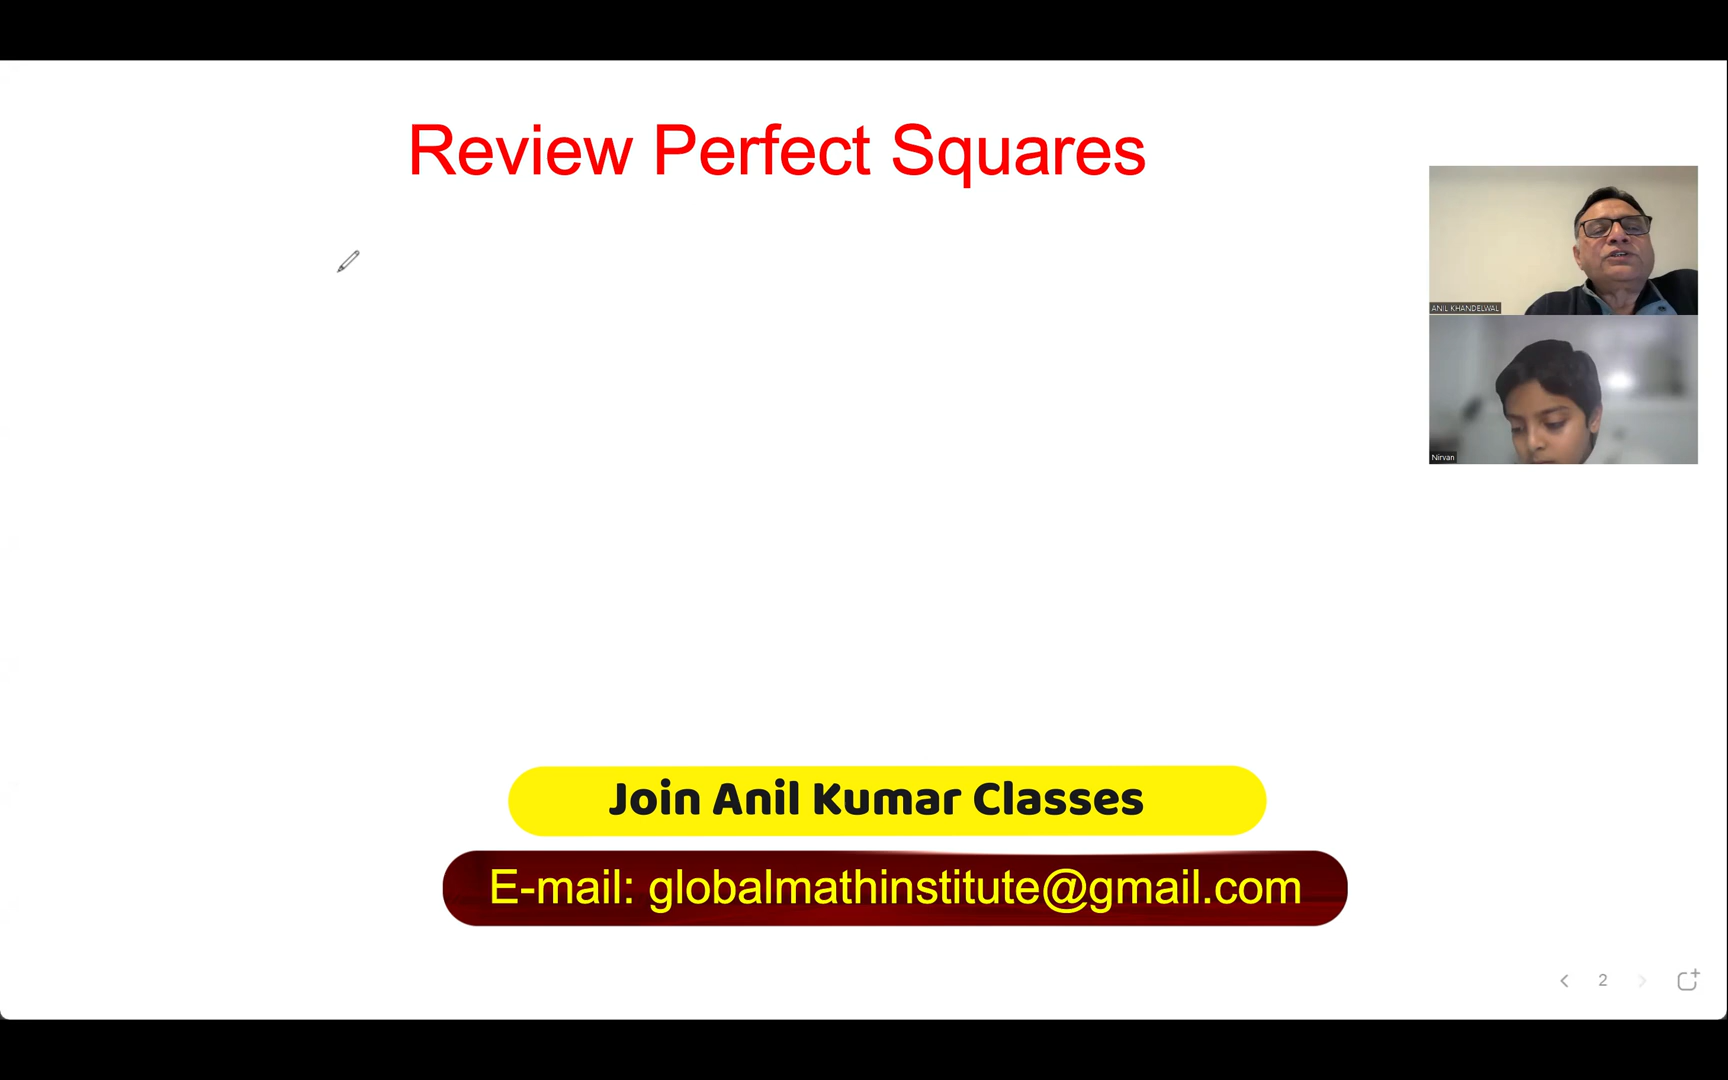 Review Perfect Squares
ANIL KHANDELWAL
Nirvan
Join Anil Kumar Classes
E-mail: globalmathinstitute@gmail.com
2